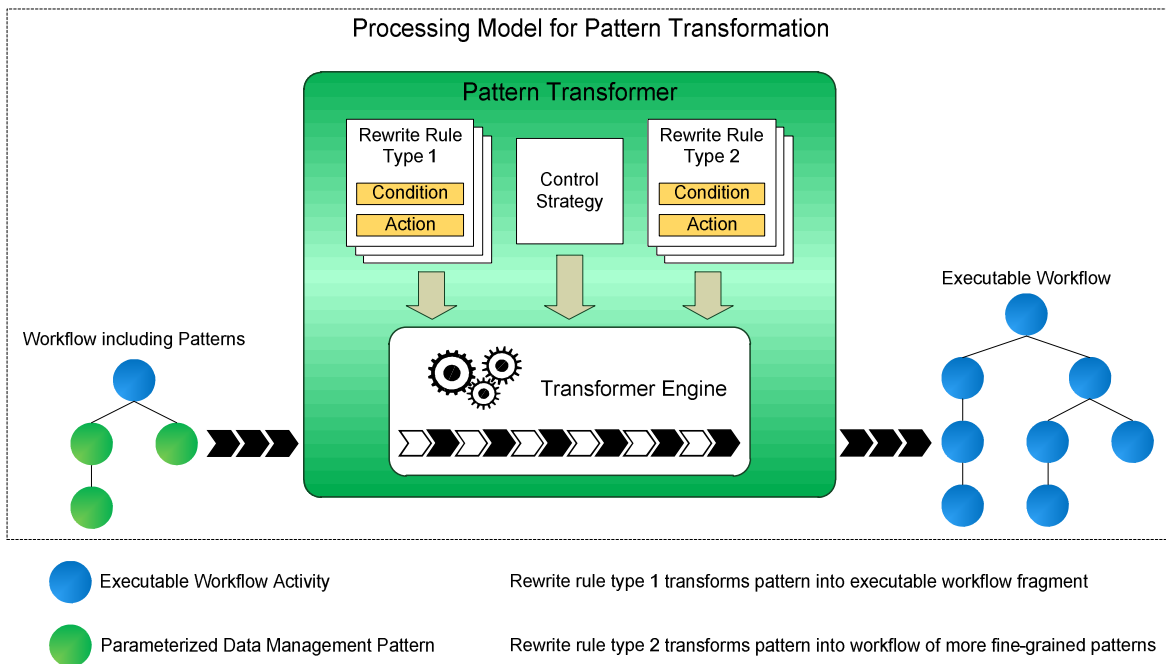 Processing Model for Pattern Transformation
Pattern Transformer
Rewrite Rule
Type 1
Condition
Action
Control
Strategy
Rewrite Rule
Type 2
Condition
Action
Workflow including Patterns
Transformer Engine
Executable Workflow
Executable Workflow Activity
Rewrite rule type 1 transforms pattern into executable workflow fragment
Parameterized Data Management Pattern
Rewrite rule type 2 transforms pattern into workflow of more fine-grained patterns